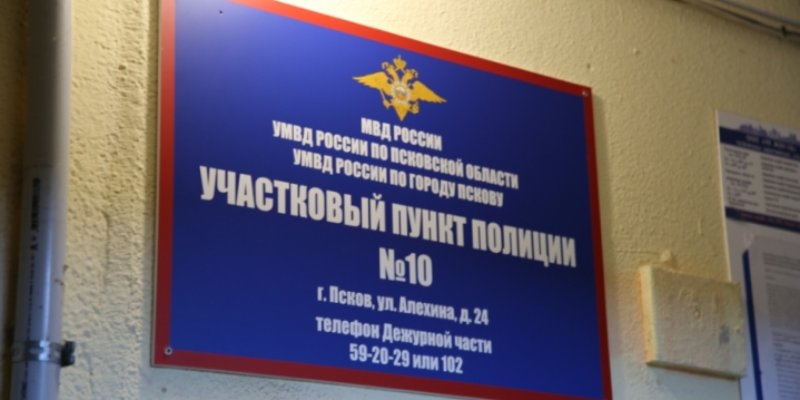 МВД РОССИИ
УМВД РОССИИ ПО ПСКОВСКОЙ ОБЛАСТИ
УМВД РОССИИ ПО ГОРОДУ ПСКОВУ
УЧАСТКОВЫЙ ПУНКТ ПОЛИЦИИ
№10
г. Псков, ул. Алехина, д. 24
телефон Дежурной части
59-20-29 или 102